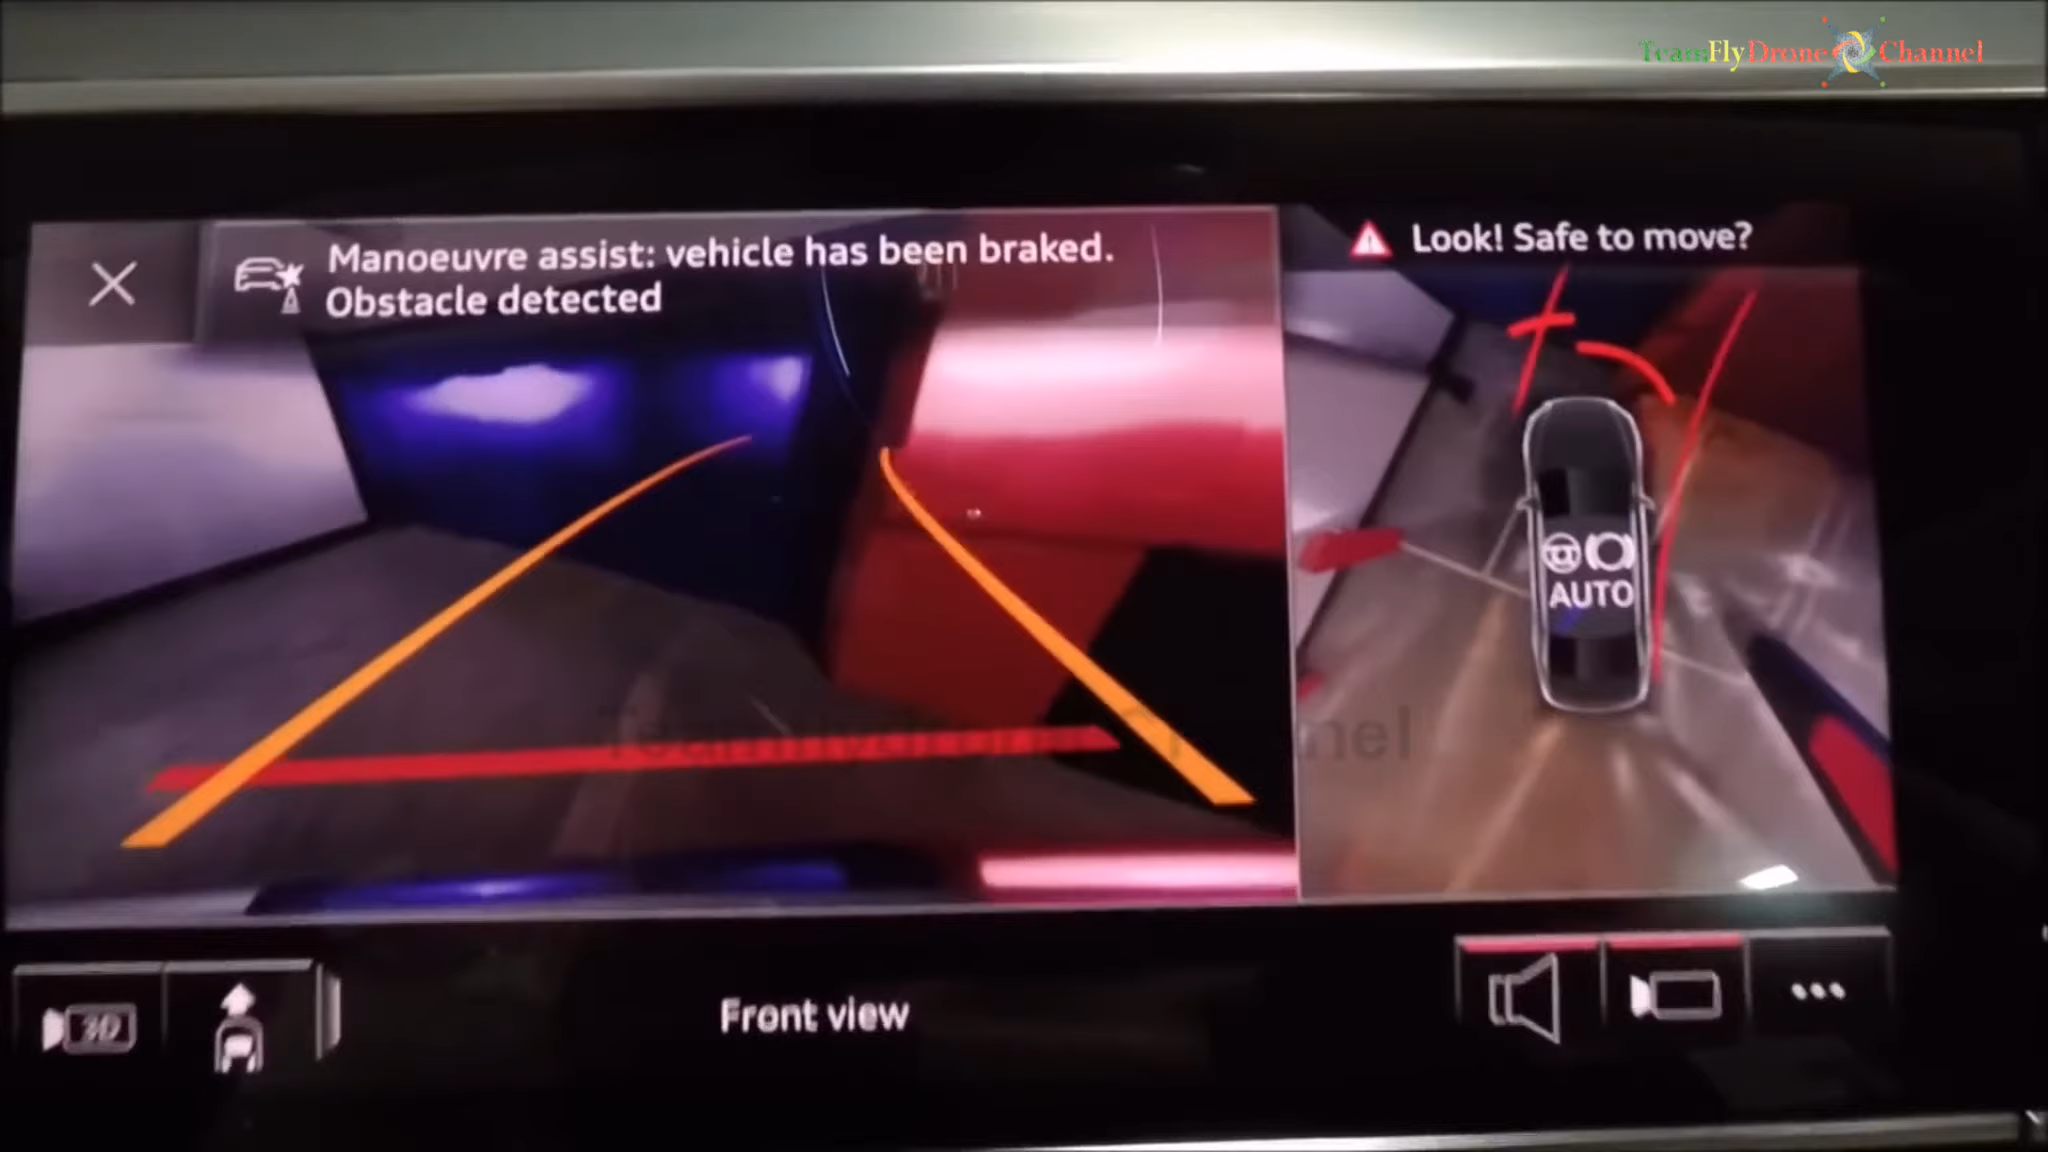 TeamFlyDrone Channel
Manoeuvre assist: vehicle has been braked.
Obstacle detected
Look! Safe to move?
AUTO
3D
Front view